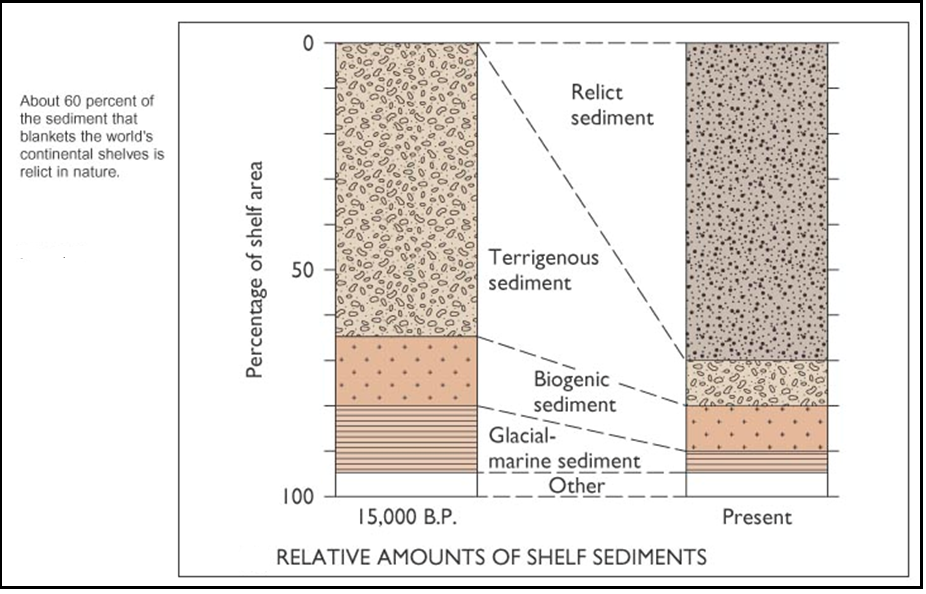 About 60 percent of
the sediment that
blankets the world's
continental shelves is
relict in nature.
0
50
100
Percentage of shelf area
Relict
sediment
Terrigenous
sediment
Biogenic
sediment
Glacial-
marine sediment
Other
15,000 B.P.
Present
RELATIVE AMOUNTS OF SHELF SEDIMENTS